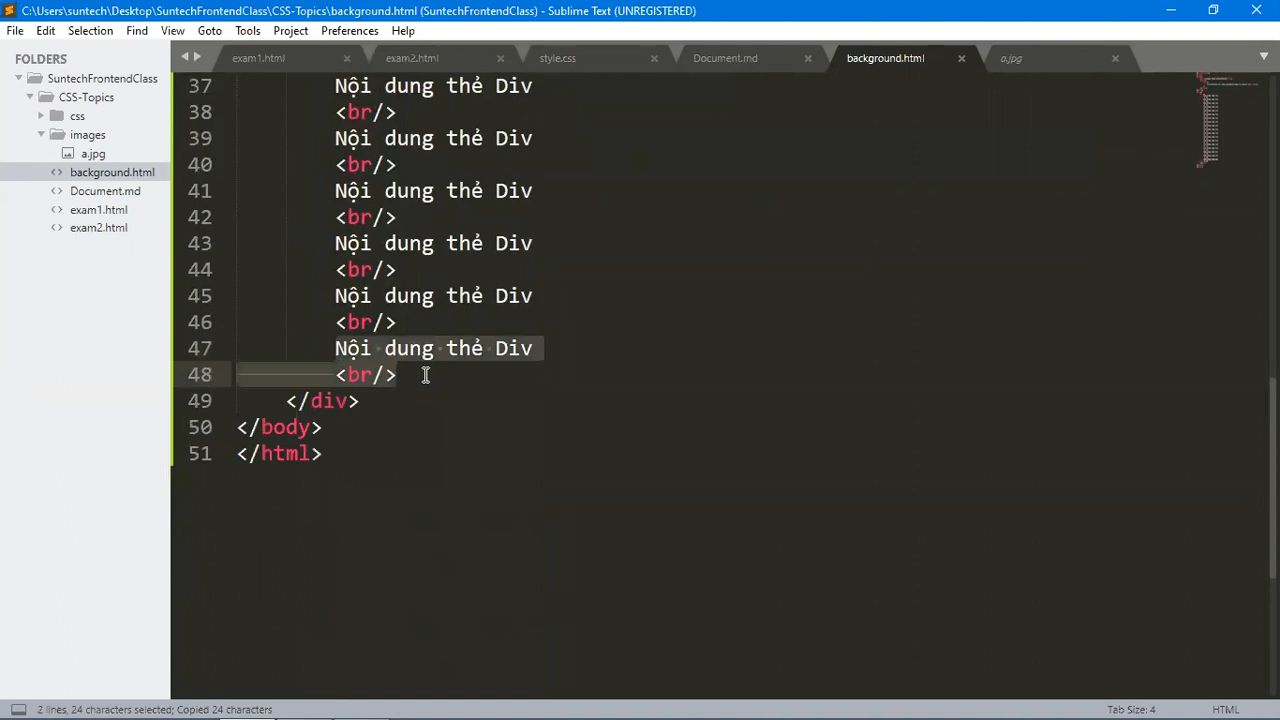 C:\Users\suntech\Desktop\SuntechFrontendClass\CSS-Topics\background.html (SuntechFrontendClass) - Sublime Text (UNREGISTERED)
File Edit Selection Find View Goto Tools Project Preferences Help
FOLDERS
SuntechFrontendClass
CSS-Topics
css
images
a.jpg
background.html
Document.md
exam1.html
exam2.html
exam1.html exam2.html style.css Document.md background.html a.jpg
37 Nội dung thẻ Div
38 <br/>
39 Nội dung thẻ Div
40 <br/>
41 Nội dung thẻ Div
42 <br/>
43 Nội dung thẻ Div
44 <br/>
45 Nội dung thẻ Div
46 <br/>
47 Nội dung thẻ Div
48 <br/>
49 </div>
50 </body>
51 </html>
2 lines, 24 characters selected; Copied 24 characters
Tab Size: 4
HTML